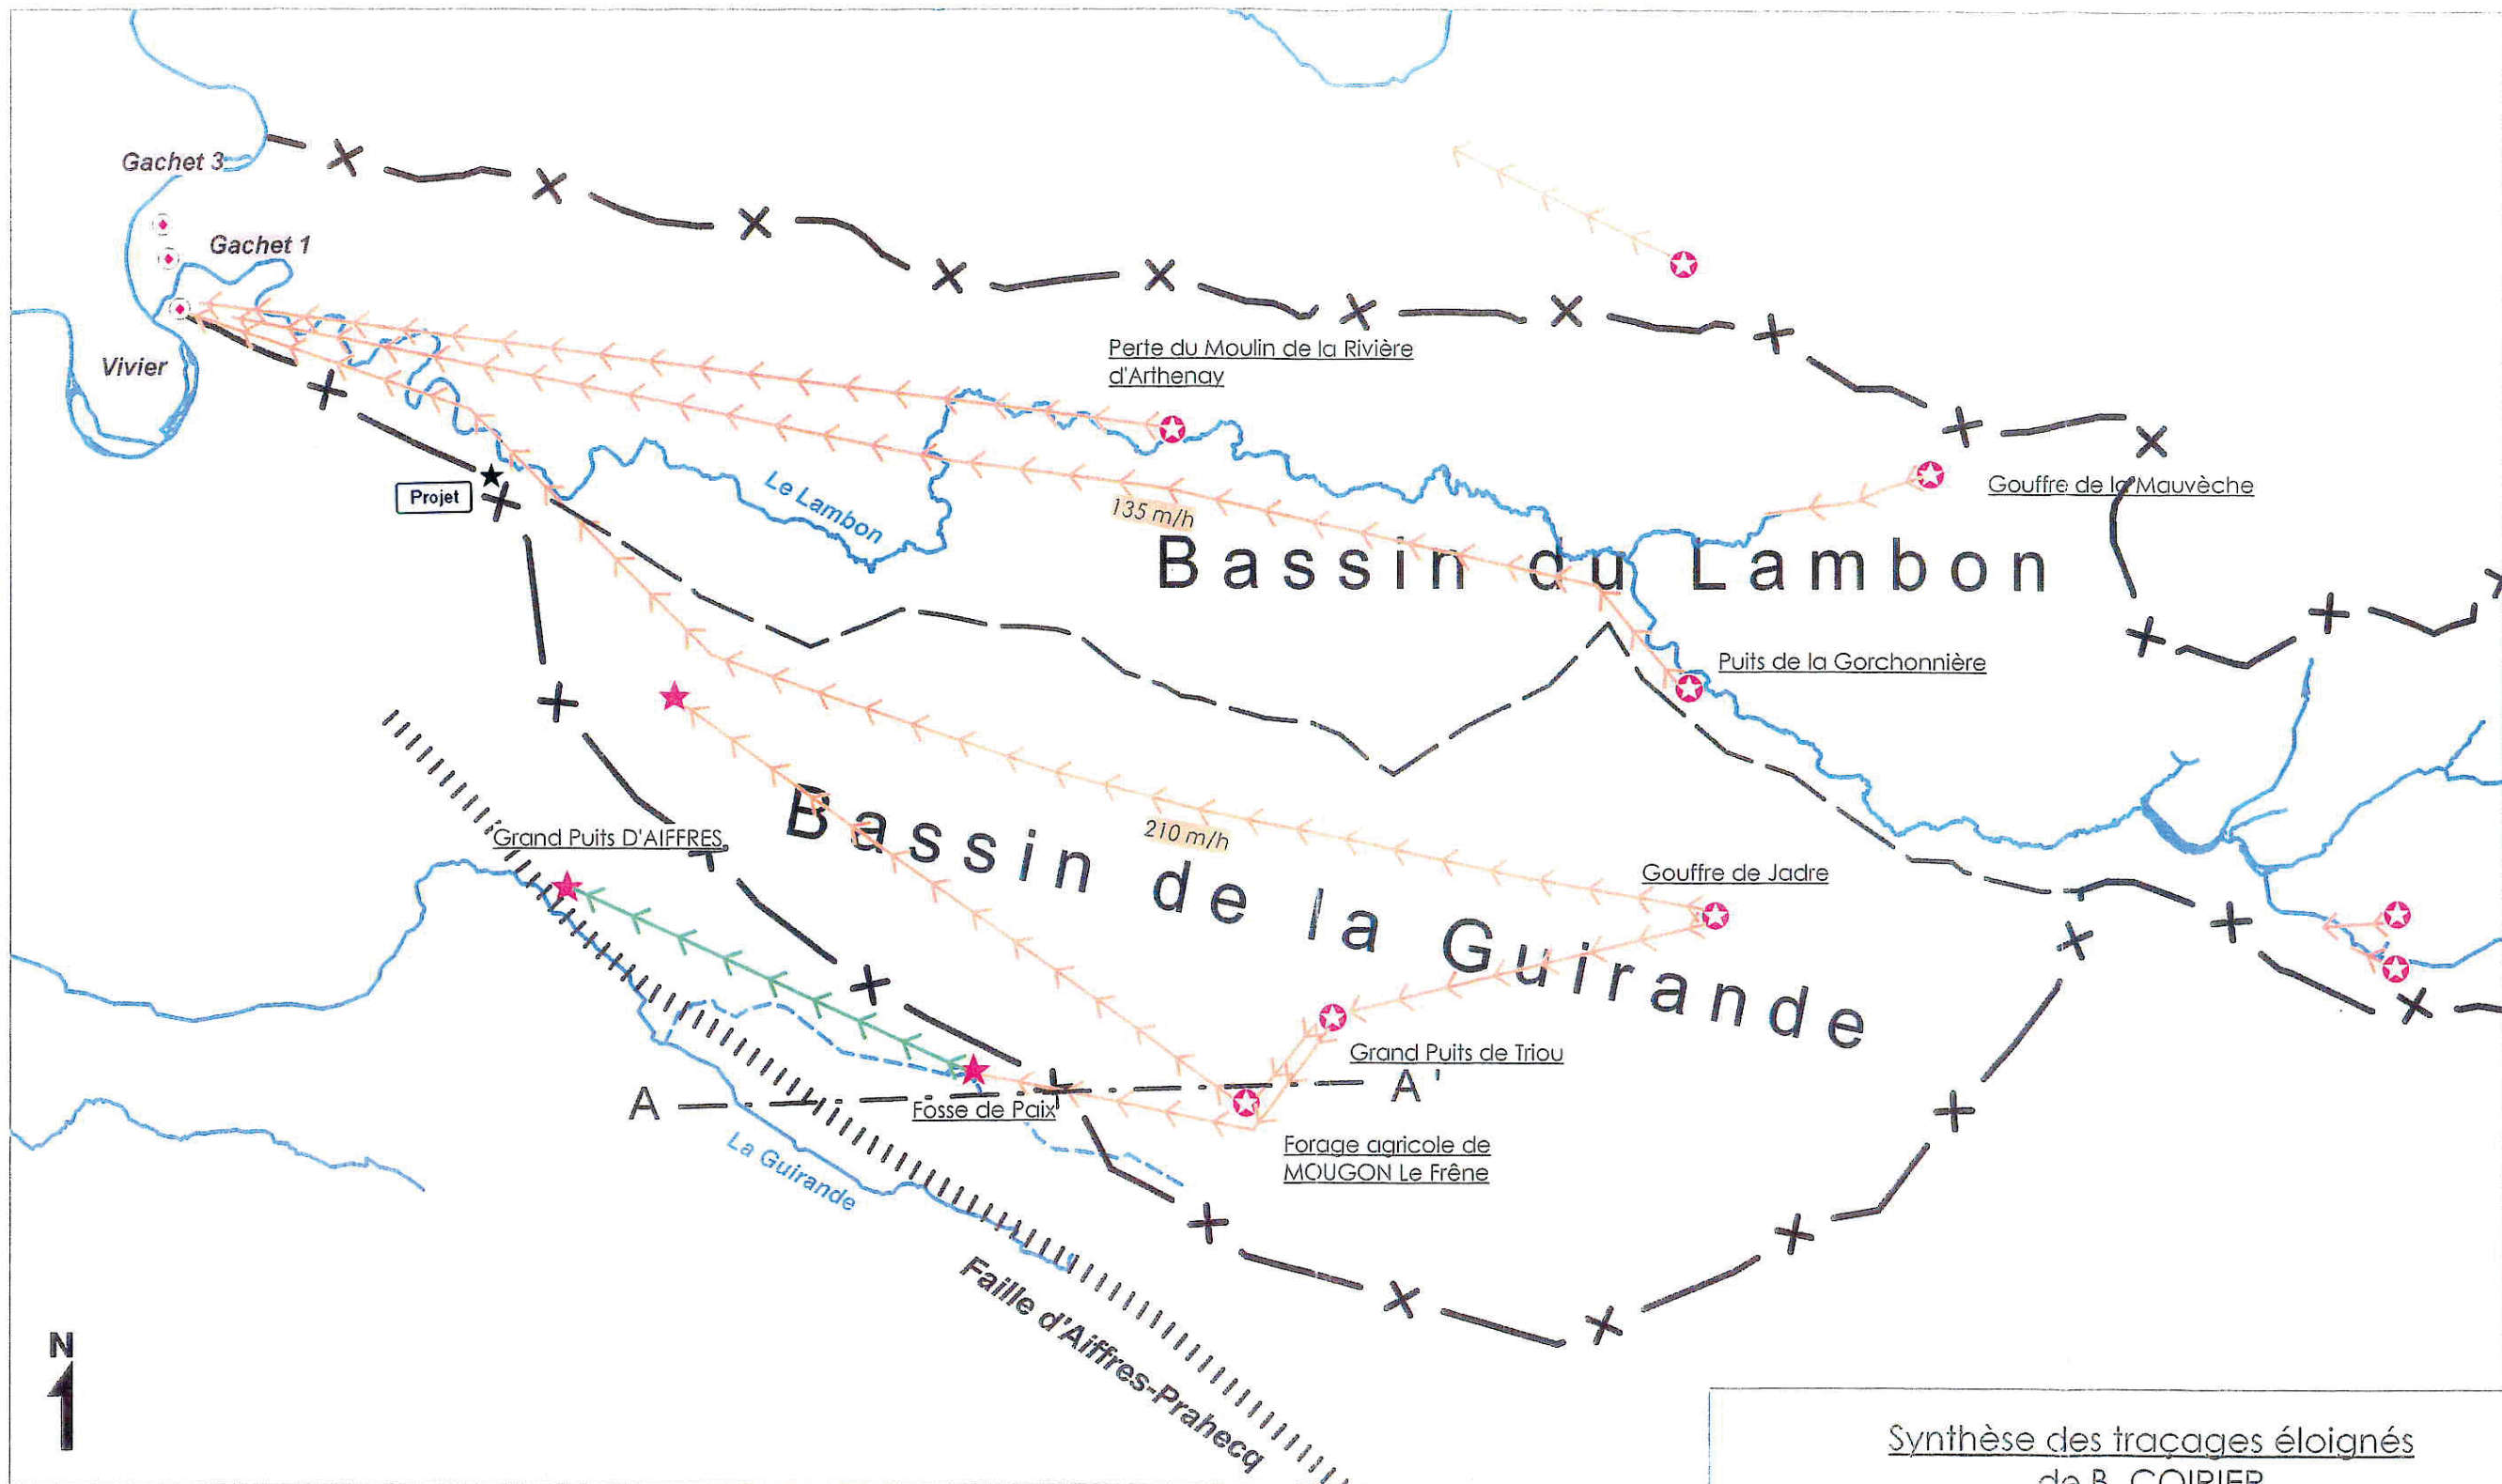 Gachet 3
Gachet 1
Vivier
Perte du Moulin de la Rivière
d'Arthenay
Gouffre de la Mauvèche
Projet
Le Lambon
135 m/h
Bassin du Lambon
Puits de la Gorchonnière
Grand Puits D'AIFFRES
Bassin de la Guirande
210 m/h
Gouffre de Jadre
Grand Puits de Triou
A
A'
Fosse de Paix
La Guirande
Forage agricole de
MOUGON Le Frêne
Faille d'Aiffres-Prahecq
N
Synthèse des traçages éloignés
de B. COIRIER